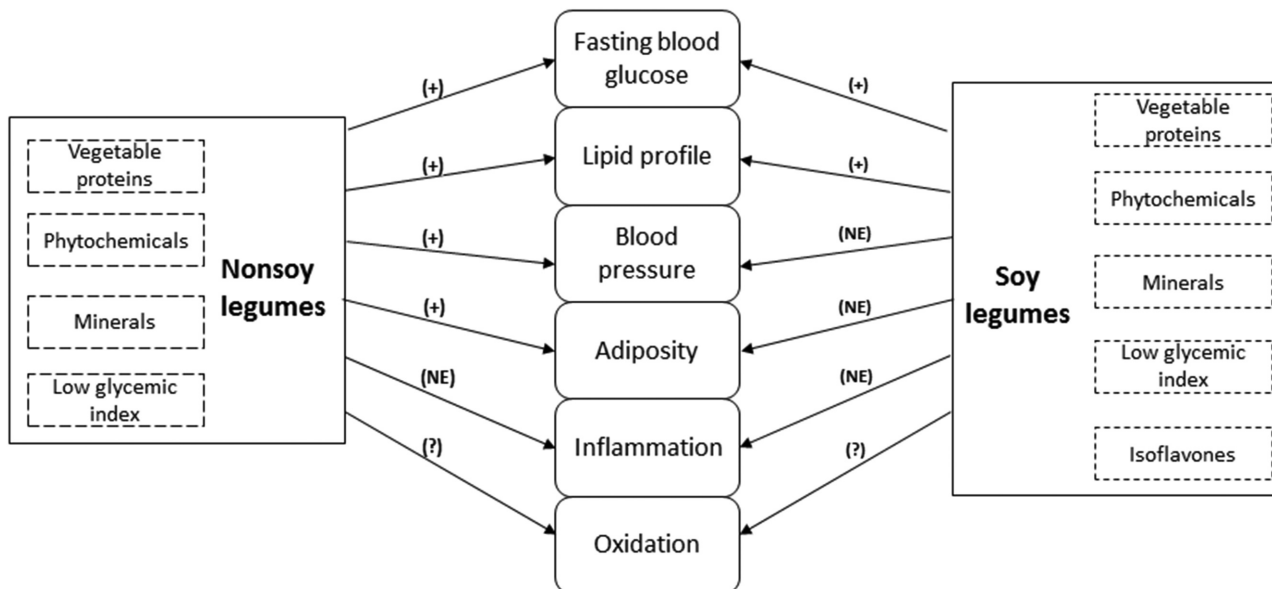 Vegetable
proteins
Phytochemicals
Minerals
Low glycemic
index
Nonsoy
legumes
(+)
(+)
(+)
(+)
(NE)
(?)
Fasting blood
glucose
Lipid profile
Blood
pressure
Adiposity
Inflammation
Oxidation
(+)
(+)
(NE)
(NE)
(NE)
(?)
Soy
legumes
Vegetable
proteins
Phytochemicals
Minerals
Low glycemic
index
Isoflavones